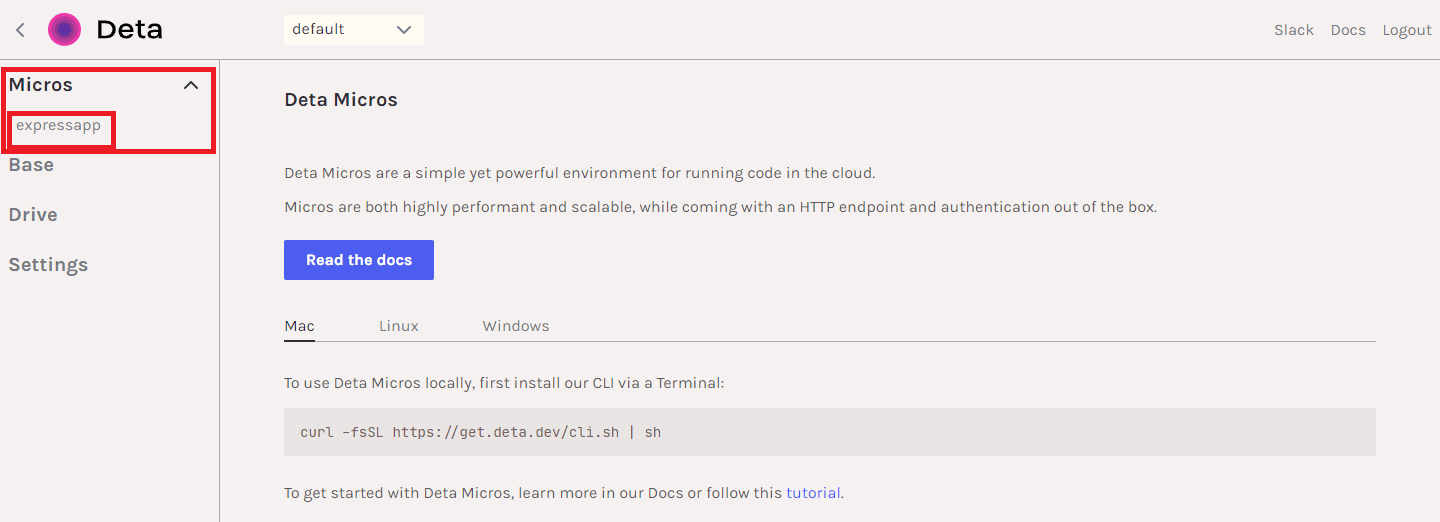 Deta
default
Slack Docs Logout
Micros
expressapp
Base
Drive
Settings
Deta Micros
Deta Micros are a simple yet powerful environment for running code in the cloud.
Micros are both highly performant and scalable, while coming with an HTTP endpoint and authentication out of the box.
Read the docs
Mac Linux Windows
To use Deta Micros locally, first install our CLI via a Terminal:
curl -fsSL https://get.deta.dev/cli.sh | sh
To get started with Deta Micros, learn more in our Docs or follow this tutorial.